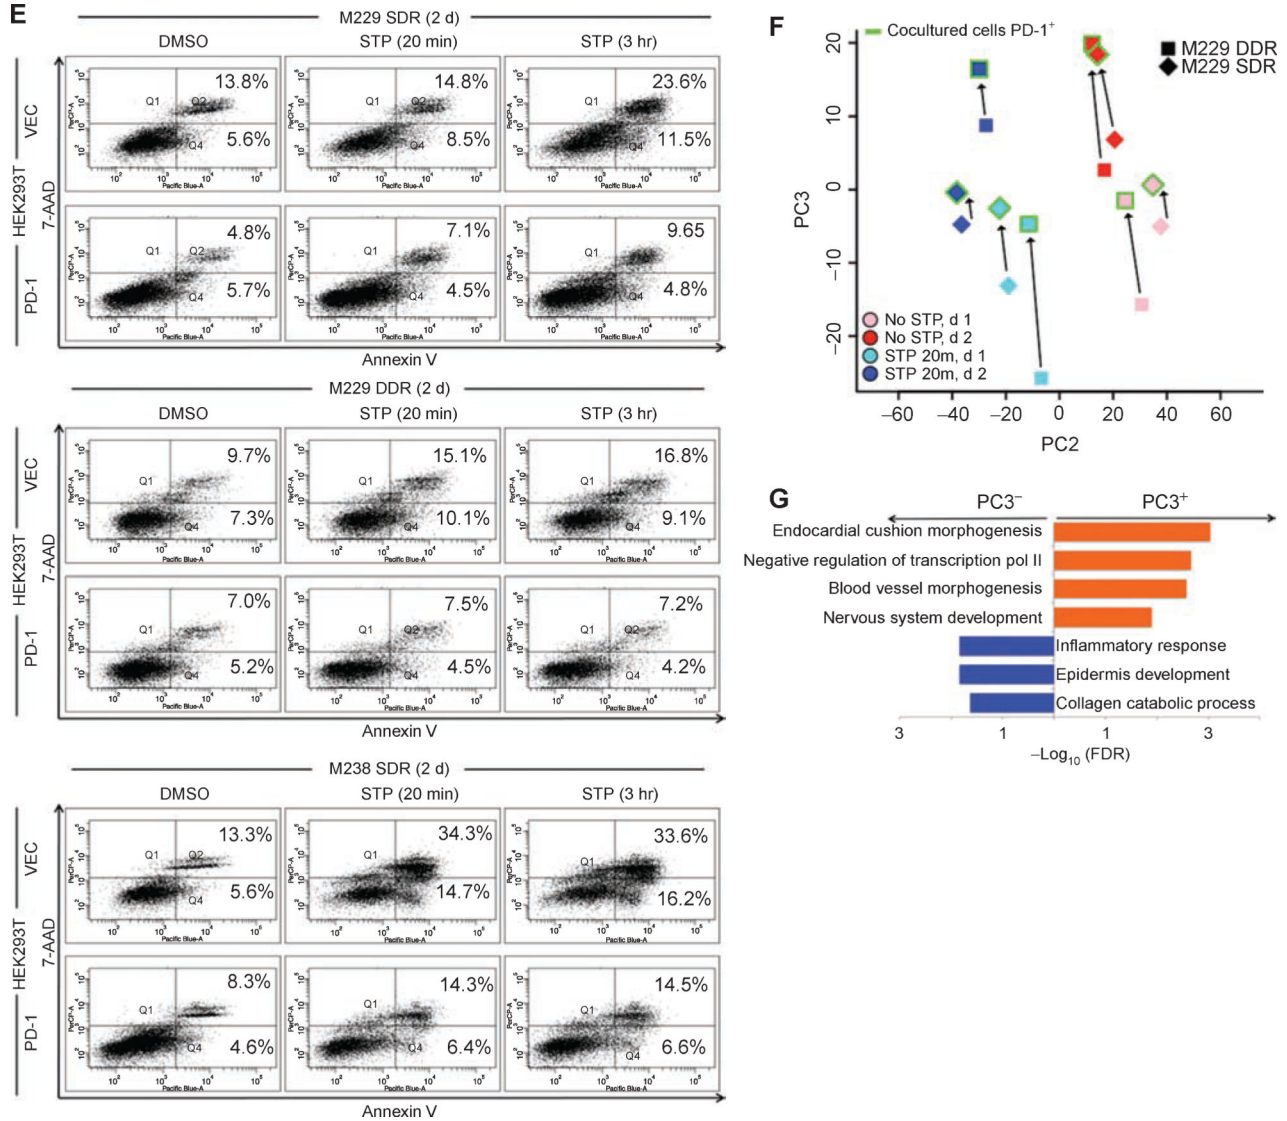 E
M229 SDR (2 d)
DMSO
STP (20 min)
STP (3 hr)
HEK293T
7-AAD
VEC
13.8%
5.6%
14.8%
8.5%
23.6%
11.5%
PD-1
4.8%
5.7%
7.1%
4.5%
9.65
4.8%
Q1
Q2
Q4
PerCP-A
Pacific Blue-A
Annexin V
M229 DDR (2 d)
DMSO
STP (20 min)
STP (3 hr)
HEK293T
7-AAD
VEC
9.7%
7.3%
15.1%
10.1%
16.8%
9.1%
PD-1
7.0%
5.2%
7.5%
4.5%
7.2%
4.2%
Annexin V
M238 SDR (2 d)
DMSO
STP (20 min)
STP (3 hr)
HEK293T
7-AAD
VEC
13.3%
5.6%
34.3%
14.7%
33.6%
16.2%
PD-1
8.3%
4.6%
14.3%
6.4%
14.5%
6.6%
Annexin V
F
Cocultured cells PD-1⁺
M229 DDR
M229 SDR
PC3
20
10
0
−10
−20
No STP, d 1
No STP, d 2
STP 20m, d 1
STP 20m, d 2
−60 −40 −20 0 20 40 60
PC2
G
PC3⁻ PC3⁺
Endocardial cushion morphogenesis
Negative regulation of transcription pol II
Blood vessel morphogenesis
Nervous system development
Inflammatory response
Epidermis development
Collagen catabolic process
3 1 1 3
−Log₁₀ (FDR)